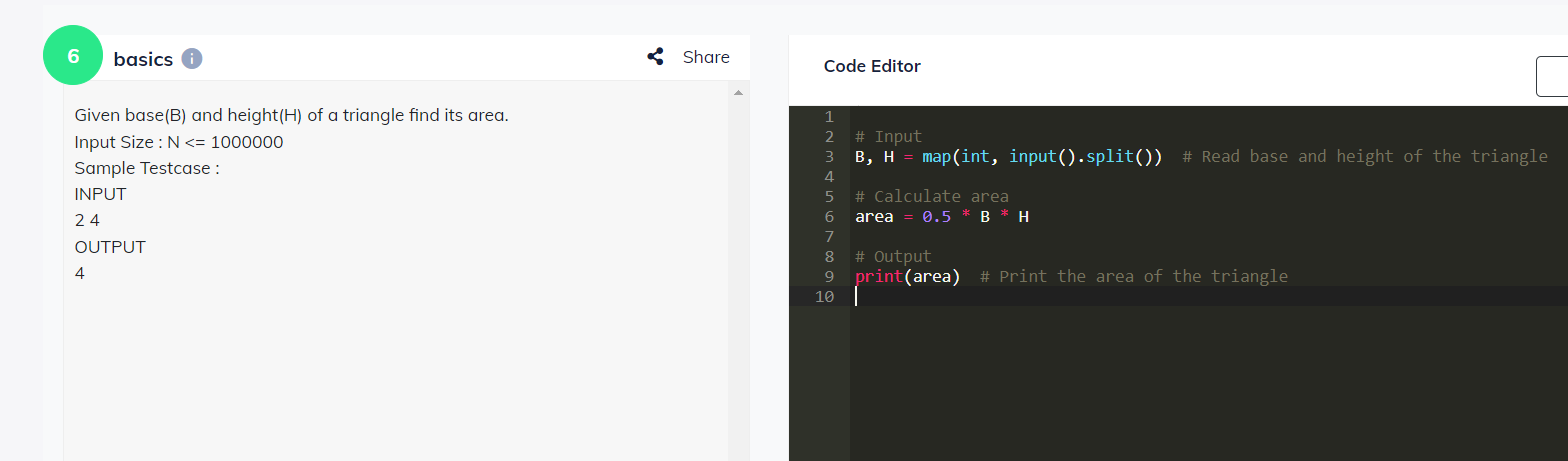 6
basics i
Share
Given base(B) and height(H) of a triangle find its area.
Input Size : N <= 1000000
Sample Testcase :
INPUT
2 4
OUTPUT
4
Code Editor
1
2 # Input
3 B, H = map(int, input().split())  # Read base and height of the triangle
4
5 # Calculate area
6 area = 0.5 * B * H
7
8 # Output
9 print(area)  # Print the area of the triangle
10